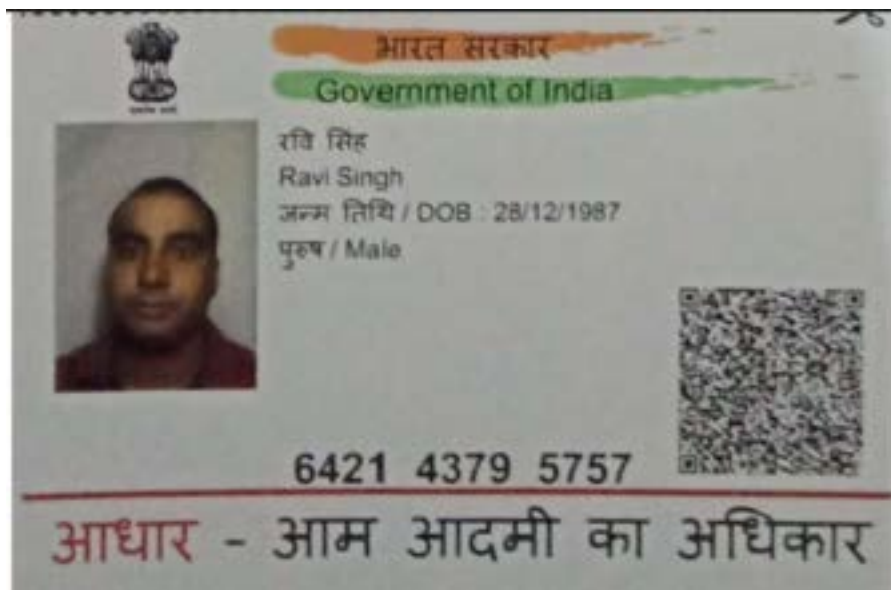 भारत सरकार
Government of India
रवि सिंह
Ravi Singh
जन्म तिथि / DOB : 28/12/1987
पुरुष / Male
6421 4379 5757
आधार - आम आदमी का अधिकार